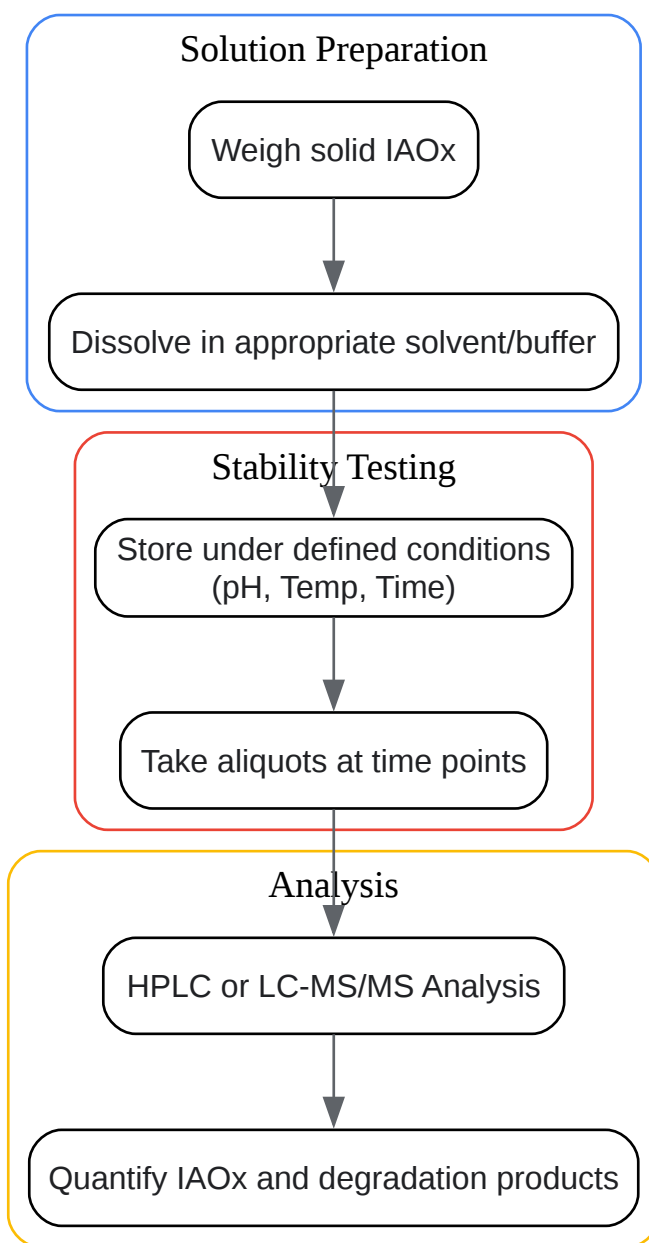 Solution Preparation
Weigh solid IAOx
Dissolve in appropriate solvent/buffer
Stability Testing
Store under defined conditions
(pH, Temp, Time)
Take aliquots at time points
Analysis
HPLC or LC-MS/MS Analysis
Quantify IAOx and degradation products